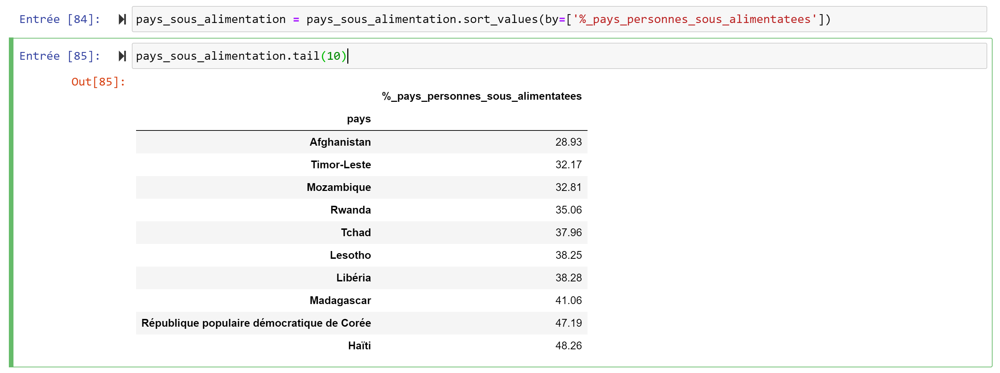 Entrée [84]: pays_sous_alimentation = pays_sous_alimentation.sort_values(by=['%_pays_personnes_sous_alimentatees'])
Entrée [85]: pays_sous_alimentation.tail(10)
Out[85]:
%_pays_personnes_sous_alimentatees
pays
Afghanistan 28.93
Timor-Leste 32.17
Mozambique 32.81
Rwanda 35.06
Tchad 37.96
Lesotho 38.25
Libéria 38.28
Madagascar 41.06
République populaire démocratique de Corée 47.19
Haïti 48.26